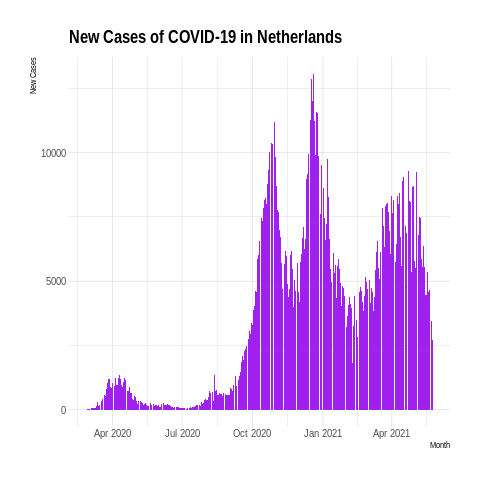 New Cases of COVID-19 in Netherlands
New Cases
10000
5000
0
Apr 2020 Jul 2020 Oct 2020 Jan 2021 Apr 2021
Month